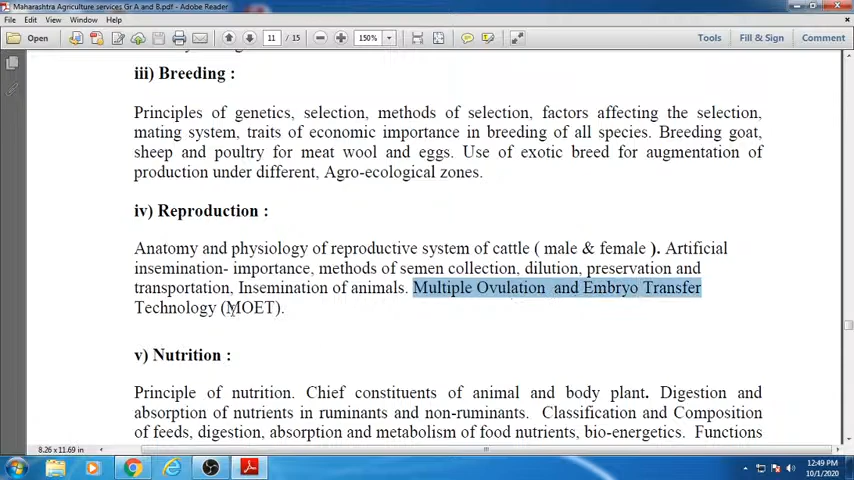 Maharashtra Agriculture services Gr A and B.pdf - Adobe Reader
File Edit View Window Help
Open 11 / 15 150% Tools Fill & Sign Comment
iii) Breeding :
Principles of genetics, selection, methods of selection, factors affecting the selection,
mating system, traits of economic importance in breeding of all species. Breeding goat,
sheep and poultry for meat wool and eggs. Use of exotic breed for augmentation of
production under different, Agro-ecological zones.
iv) Reproduction :
Anatomy and physiology of reproductive system of cattle ( male & female ). Artificial
insemination- importance, methods of semen collection, dilution, preservation and
transportation, Insemination of animals. Multiple Ovulation and Embryo Transfer
Technology (MOET).
v) Nutrition :
Principle of nutrition. Chief constituents of animal and body plant. Digestion and
absorption of nutrients in ruminants and non-ruminants. Classification and Composition
of feeds, digestion, absorption and metabolism of food nutrients, bio-energetics. Functions
8.26 x 11.69 in
12:49 PM
10/1/2020